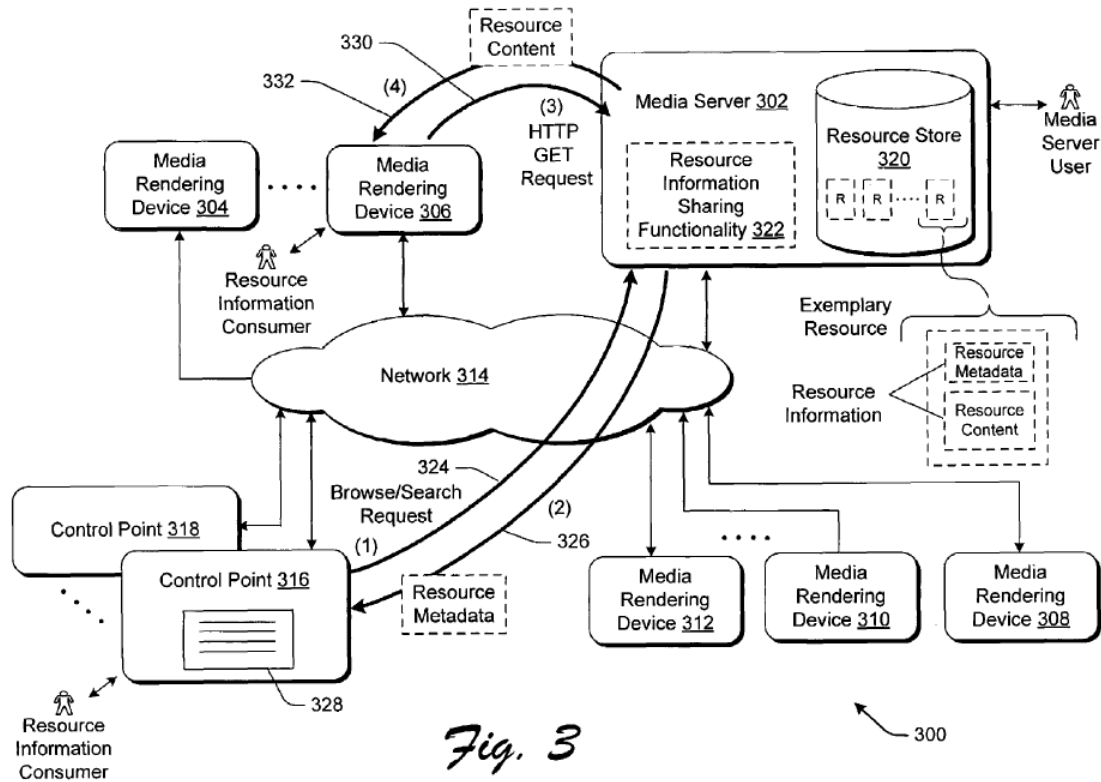 Resource
Content
330
332
(4)
(3)
HTTP
GET
Request
Media Server 302
Resource
Information
Sharing
Functionality 322
Resource Store
320
R R R
Media
Server
User
Media
Rendering
Device 304
Media
Rendering
Device 306
Resource
Information
Consumer
Exemplary
Resource
Resource
Metadata
Resource
Information
Resource
Content
Network 314
324
Browse/Search
Request
(1)
(2)
326
Control Point 318
Control Point 316
328
Resource
Metadata
Resource
Information
Consumer
Media
Rendering
Device 312
Media
Rendering
Device 310
Media
Rendering
Device 308
300
Fig. 3